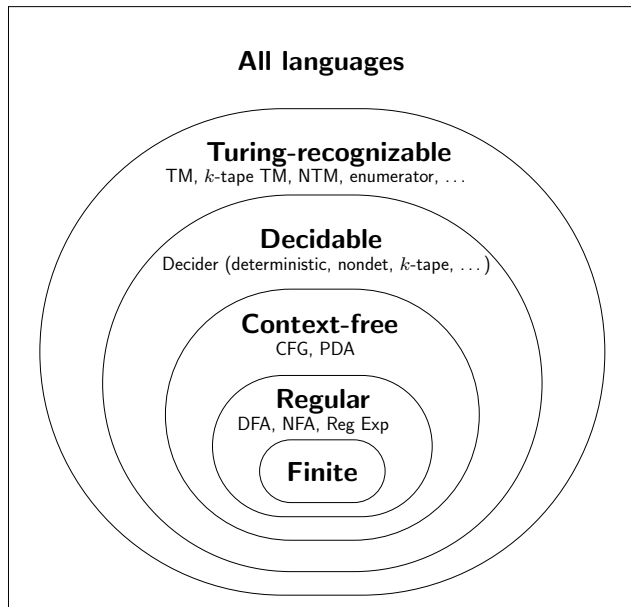 All languages
Turing-recognizable
TM, k-tape TM, NTM, enumerator, ...
Decidable
Decider (deterministic, nondet, k-tape, ...)
Context-free
CFG, PDA
Regular
DFA, NFA, Reg Exp
Finite